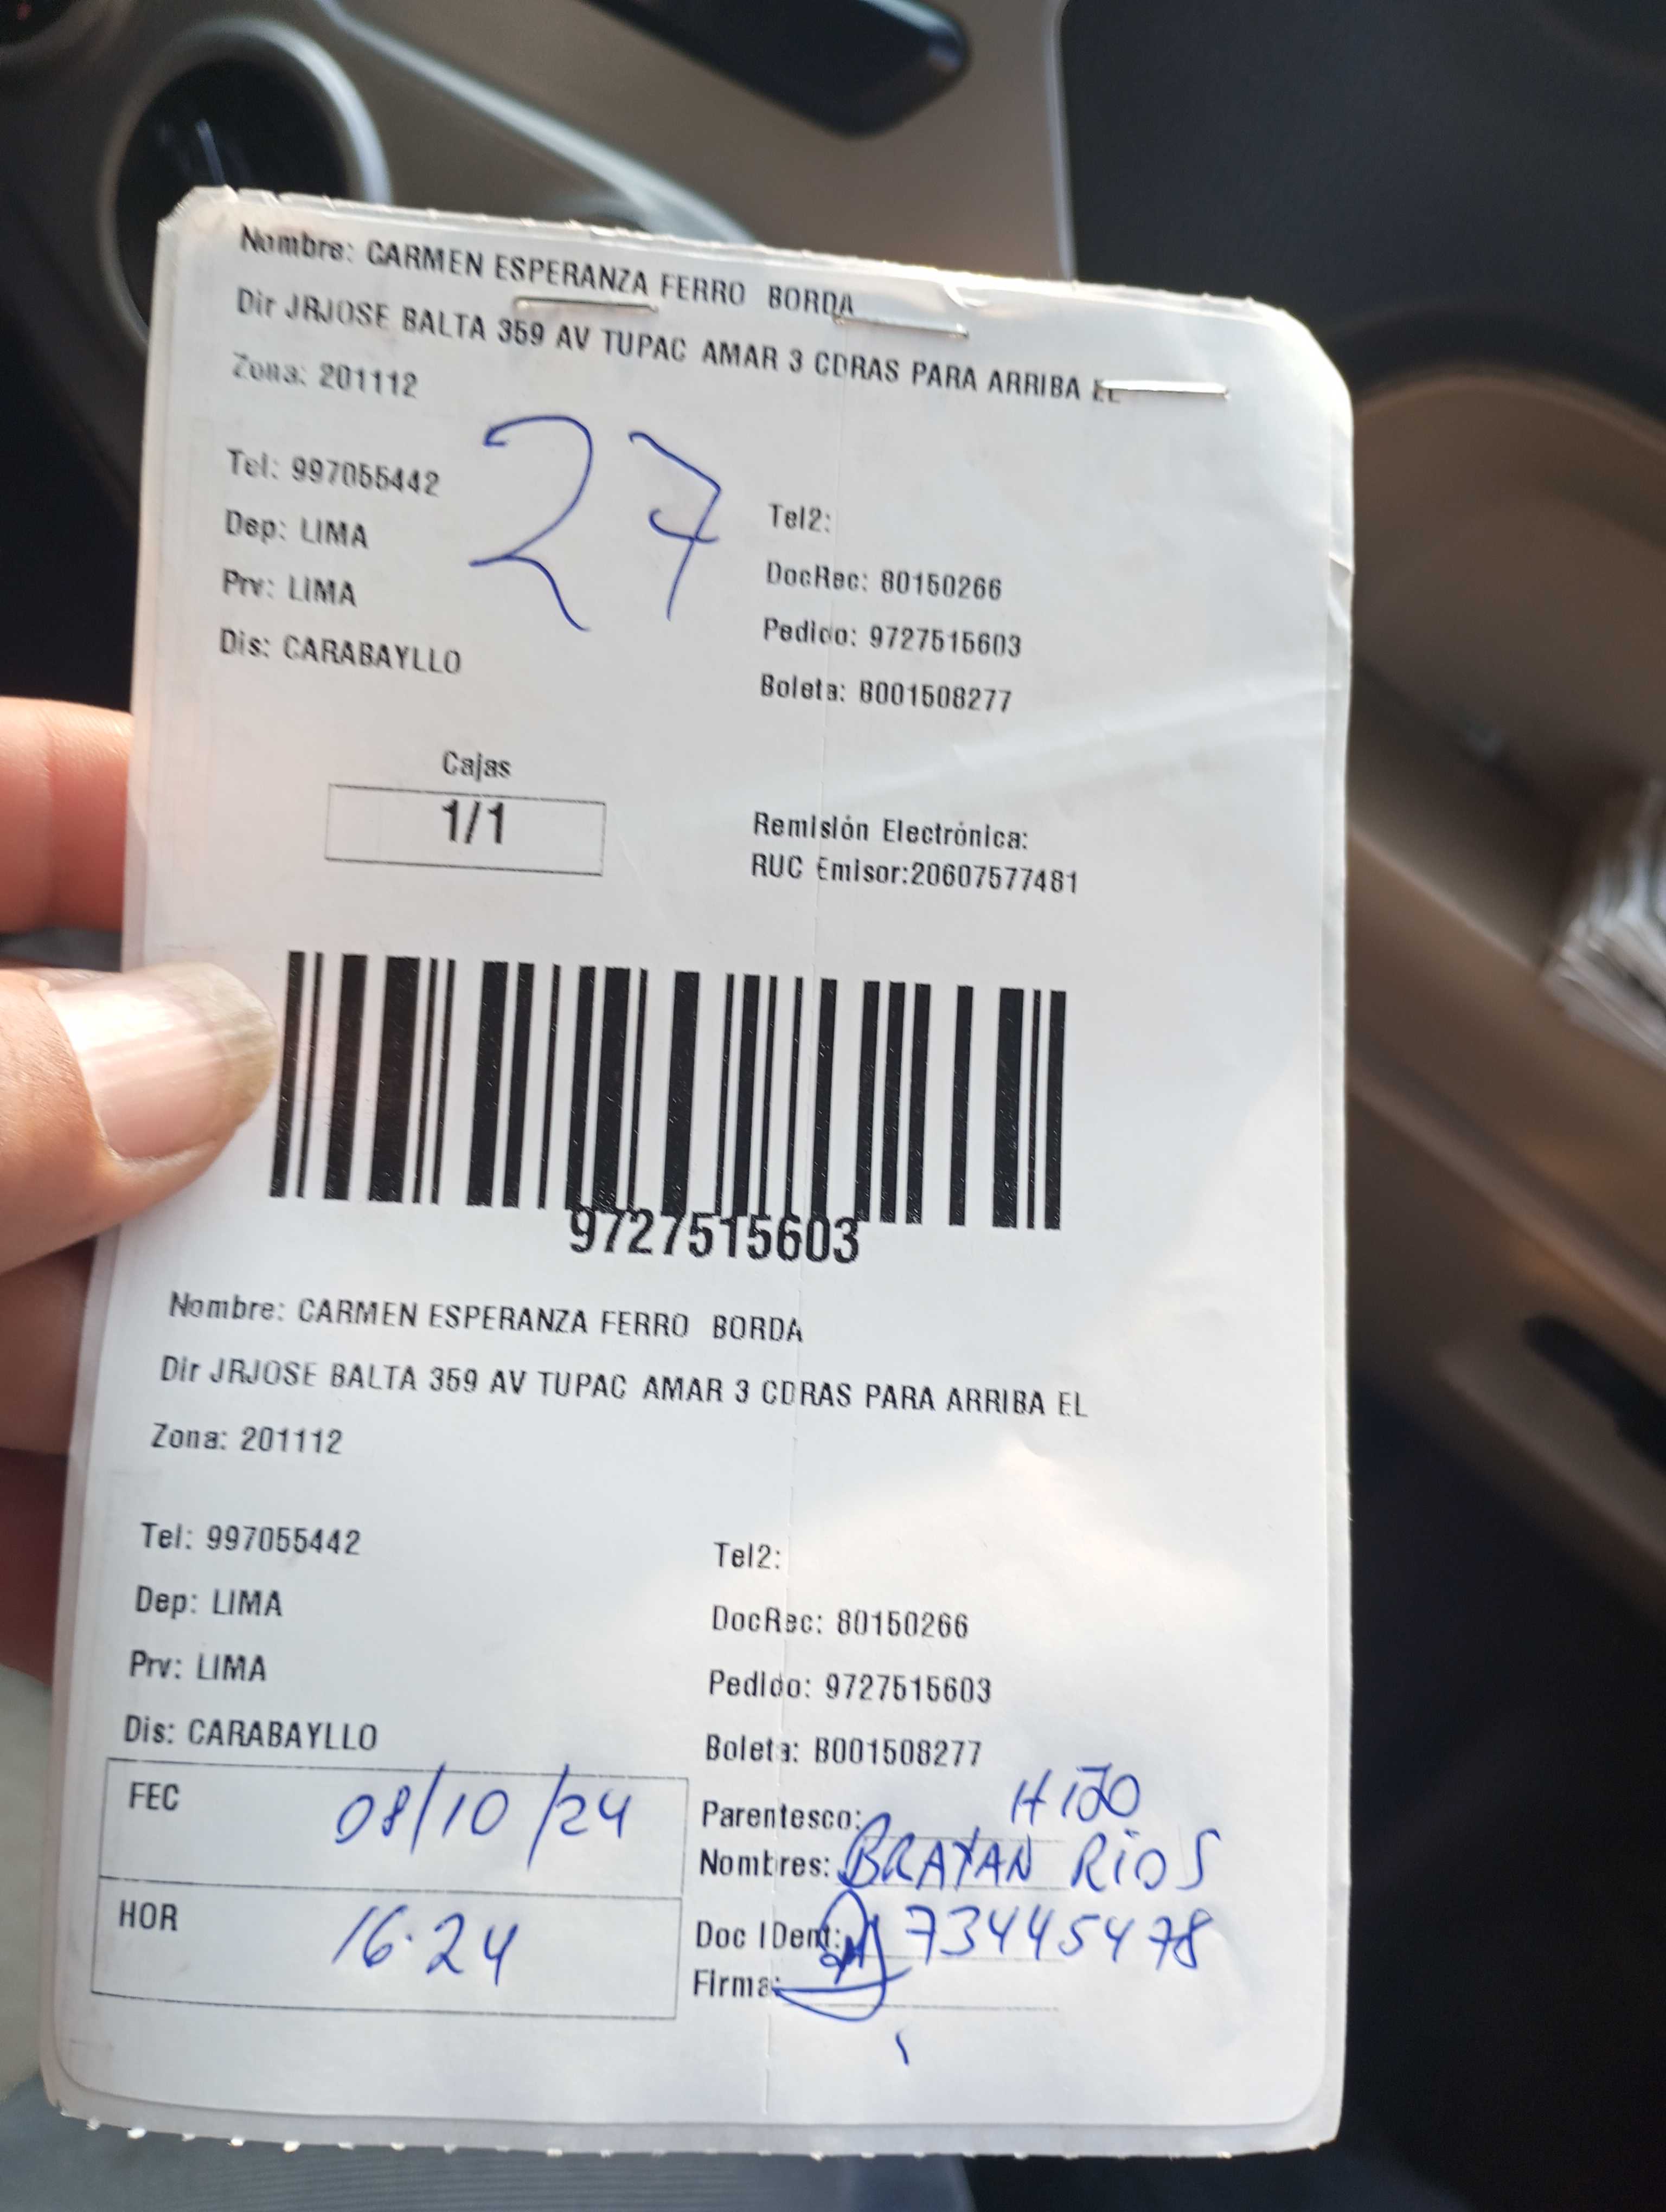 Nombre: CARMEN ESPERANZA FERRO BORDA
Dir JRJOSE BALTA 359 AV TUPAC AMAR 3 CDRAS PARA ARRIBA EL
Zona: 201112
27
Tel: 997055442
Tel2:
Dep: LIMA
DocRec: 80150266
Prv: LIMA
Pedido: 9727515603
Dis: CARABAYLLO
Boleta: B001508277
Cajas
1/1
Remisión Electrónica:
RUC Emisor:20607577481
9727515603
Nombre: CARMEN ESPERANZA FERRO BORDA
Dir JRJOSE BALTA 359 AV TUPAC AMAR 3 CDRAS PARA ARRIBA EL
Zona: 201112
Tel: 997055442
Tel2:
Dep: LIMA
DocRec: 80150266
Prv: LIMA
Pedido: 9727515603
Dis: CARABAYLLO
Boleta: B001508277
FEC 08/10/24
Parentesco: HIJO
Nombres: BRAYAN RIOS
HOR 16.24
Doc IDent: 73445478
Firma: